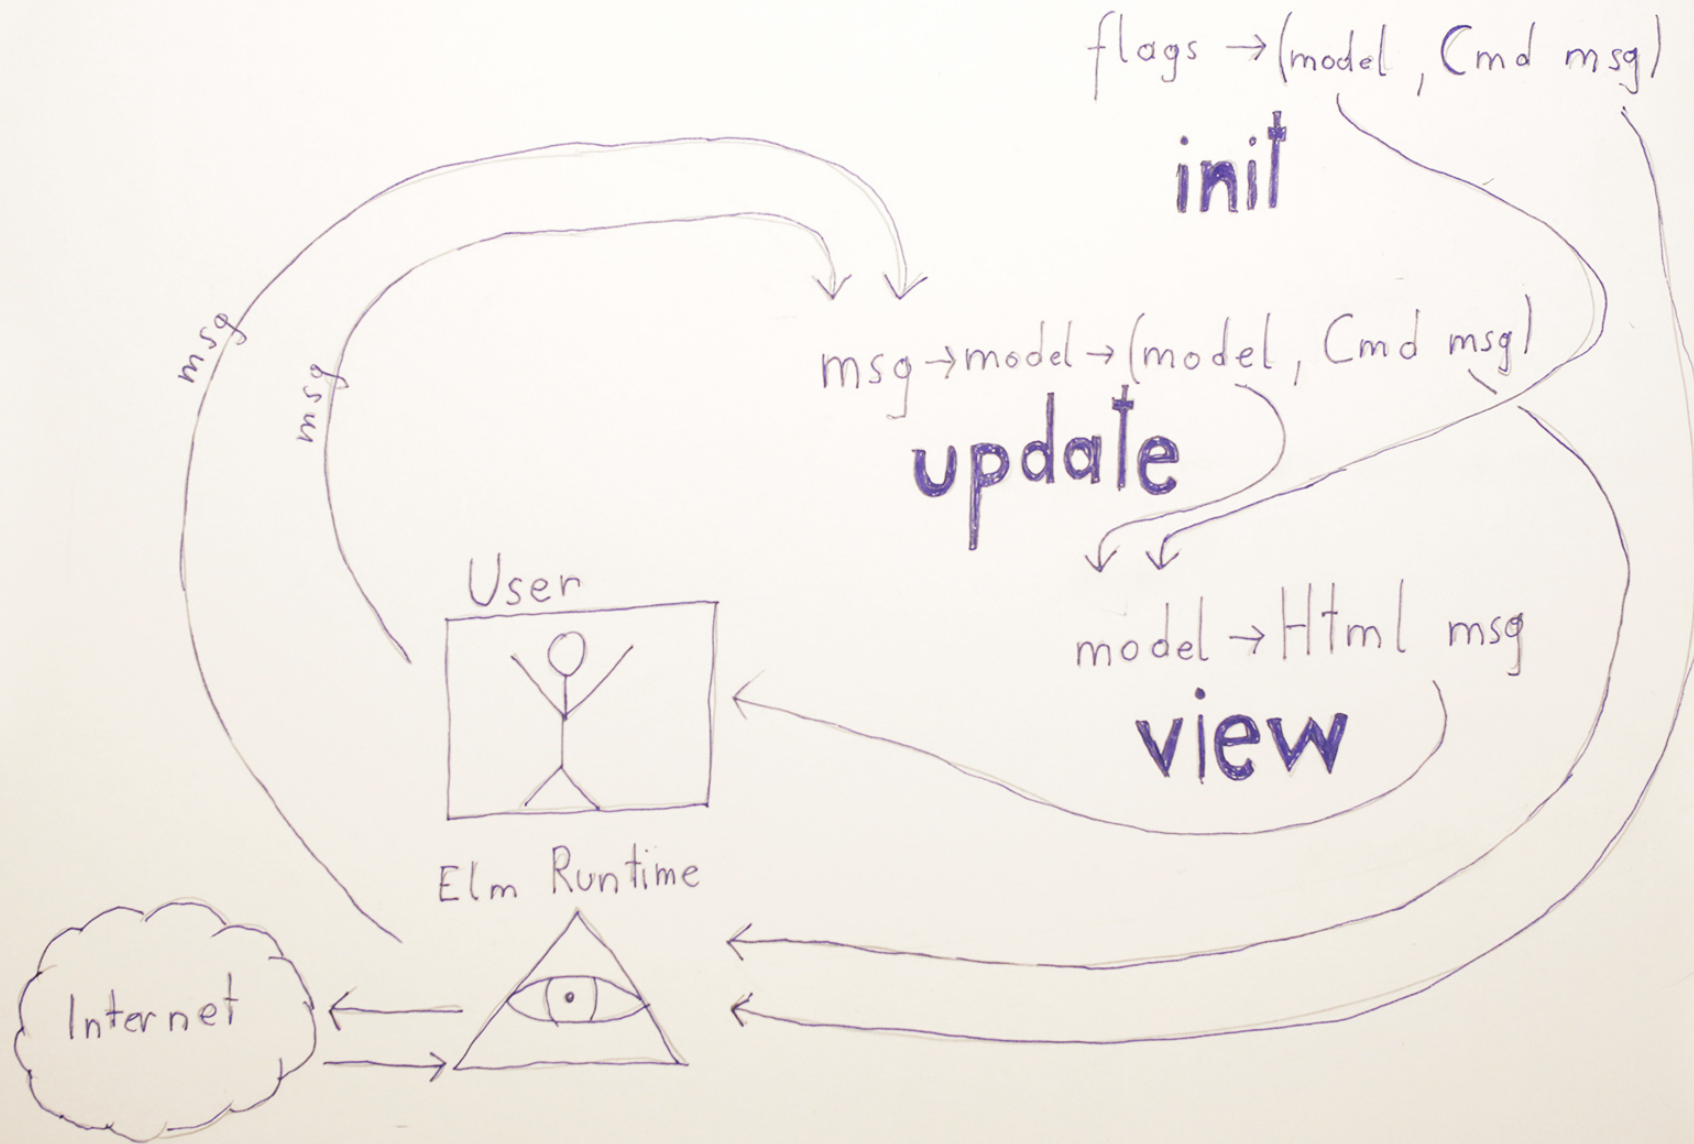 flags → (model, Cmd msg)
init
msg
msg
msg → model → (model, Cmd msg)
update
User
model → Html msg
view
Elm Runtime
Internet